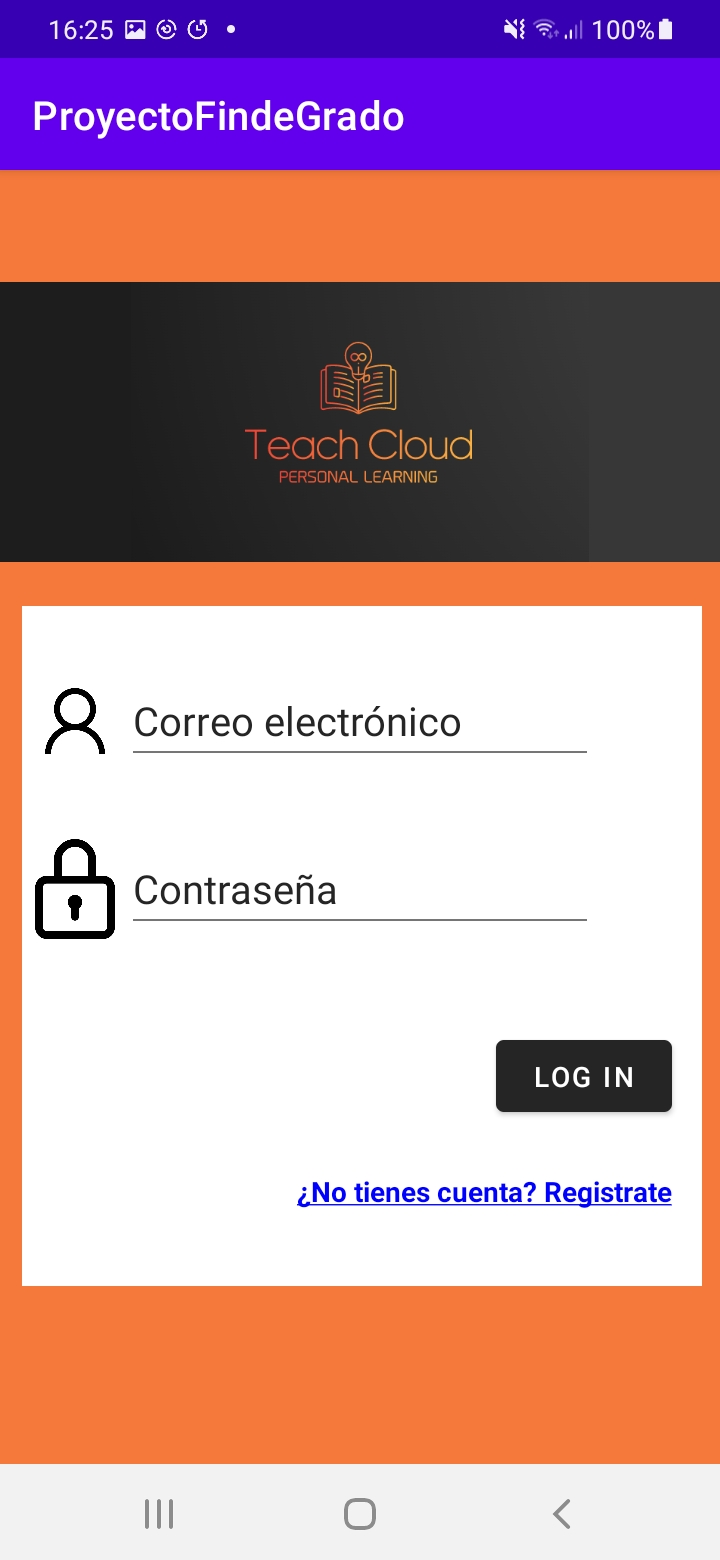 16:25 100%
ProyectoFindeGrado
Teach Cloud
PERSONAL LEARNING
Correo electrónico
Contraseña
LOG IN
¿No tienes cuenta? Registrate